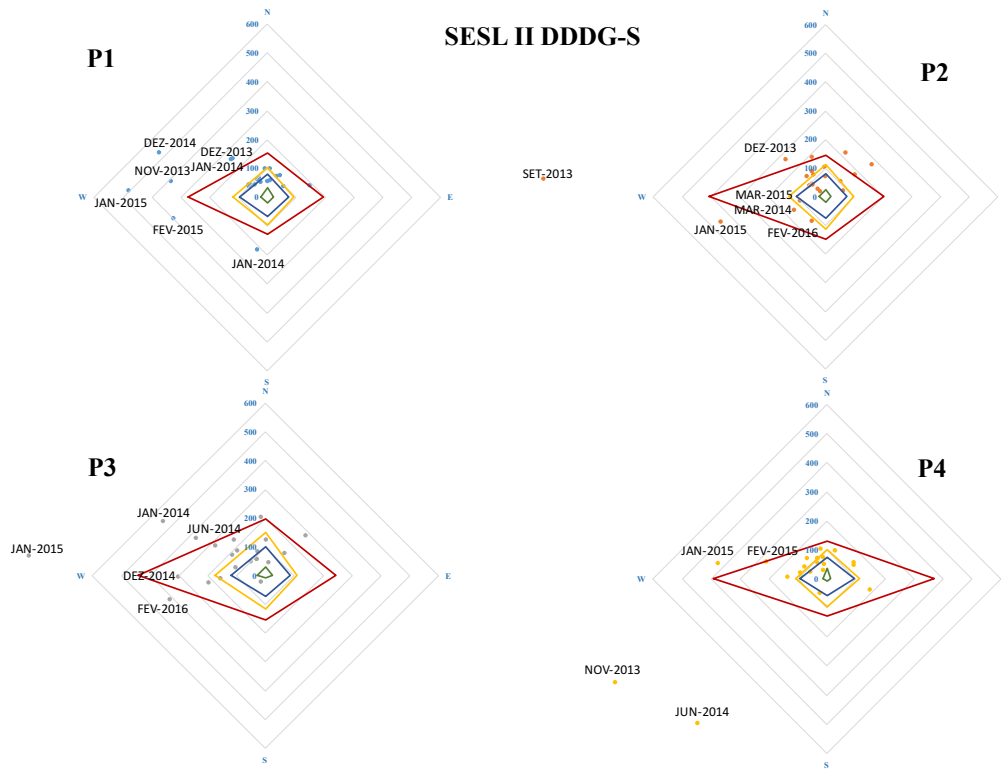 SESL II DDDG-S
P1
N
600
500
400
300
200
100
0
W
E
S
DEZ-2014
DEZ-2013
NOV-2013
JAN-2014
JAN-2015
FEV-2015
JAN-2014
P2
N
600
500
400
300
200
100
0
W
E
S
SET-2013
DEZ-2013
MAR-2015
MAR-2014
JAN-2015
FEV-2016
P3
N
600
500
400
300
200
100
0
W
E
S
JAN-2014
JUN-2014
JAN-2015
DEZ-2014
FEV-2016
P4
N
600
500
400
300
200
100
0
W
E
S
JAN-2015
FEV-2015
NOV-2013
JUN-2014